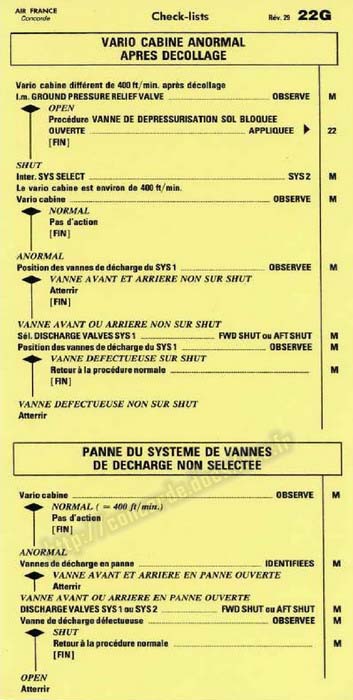 AIR FRANCE
Concorde
Check-lists
Rév. 29 22G
VARIO CABINE ANORMAL
APRES DECOLLAGE
Vario cabine différent de 400 ft/min. après décollage
I.m. GROUND PRESSURE RELIEF VALVE OBSERVE M
OPEN
Procédure VANNE DE DEPRESSURISATION SOL BLOQUEE
OUVERTE APPLIQUEE 22
[FIN]
SHUT
Inter. SYS SELECT SYS 2 M
Le vario cabine est environ de 400 ft/min.
Vario cabine OBSERVE M
NORMAL
Pas d'action
[FIN]
ANORMAL
Position des vannes de décharge du SYS 1 OBSERVEE M
VANNE AVANT ET ARRIERE NON SUR SHUT
Atterrir
[FIN]
VANNE AVANT OU ARRIERE NON SUR SHUT
Sél. DISCHARGE VALVES SYS 1 FWD SHUT ou AFT SHUT M
Position des vannes de décharge du SYS 1 OBSERVEE M
VANNE DEFECTUEUSE SUR SHUT
Retour à la procédure normale M
[FIN]
VANNE DEFECTUEUSE NON SUR SHUT
Atterrir
PANNE DU SYSTEME DE VANNES
DE DECHARGE NON SELECTEE
Vario cabine OBSERVE M
NORMAL ( = 400 ft/min.)
Pas d'action
[FIN]
ANORMAL
Vannes de décharge en panne IDENTIFIEES M
VANNE AVANT ET ARRIERE EN PANNE OUVERTE
Atterrir
VANNE AVANT OU ARRIERE EN PANNE OUVERTE
DISCHARGE VALVES SYS 1 ou SYS 2 FWD SHUT ou AFT SHUT M
Vanne de décharge défectueuse OBSERVEE M
SHUT
Retour à la procédure normale M
[FIN]
OPEN
Atterrir